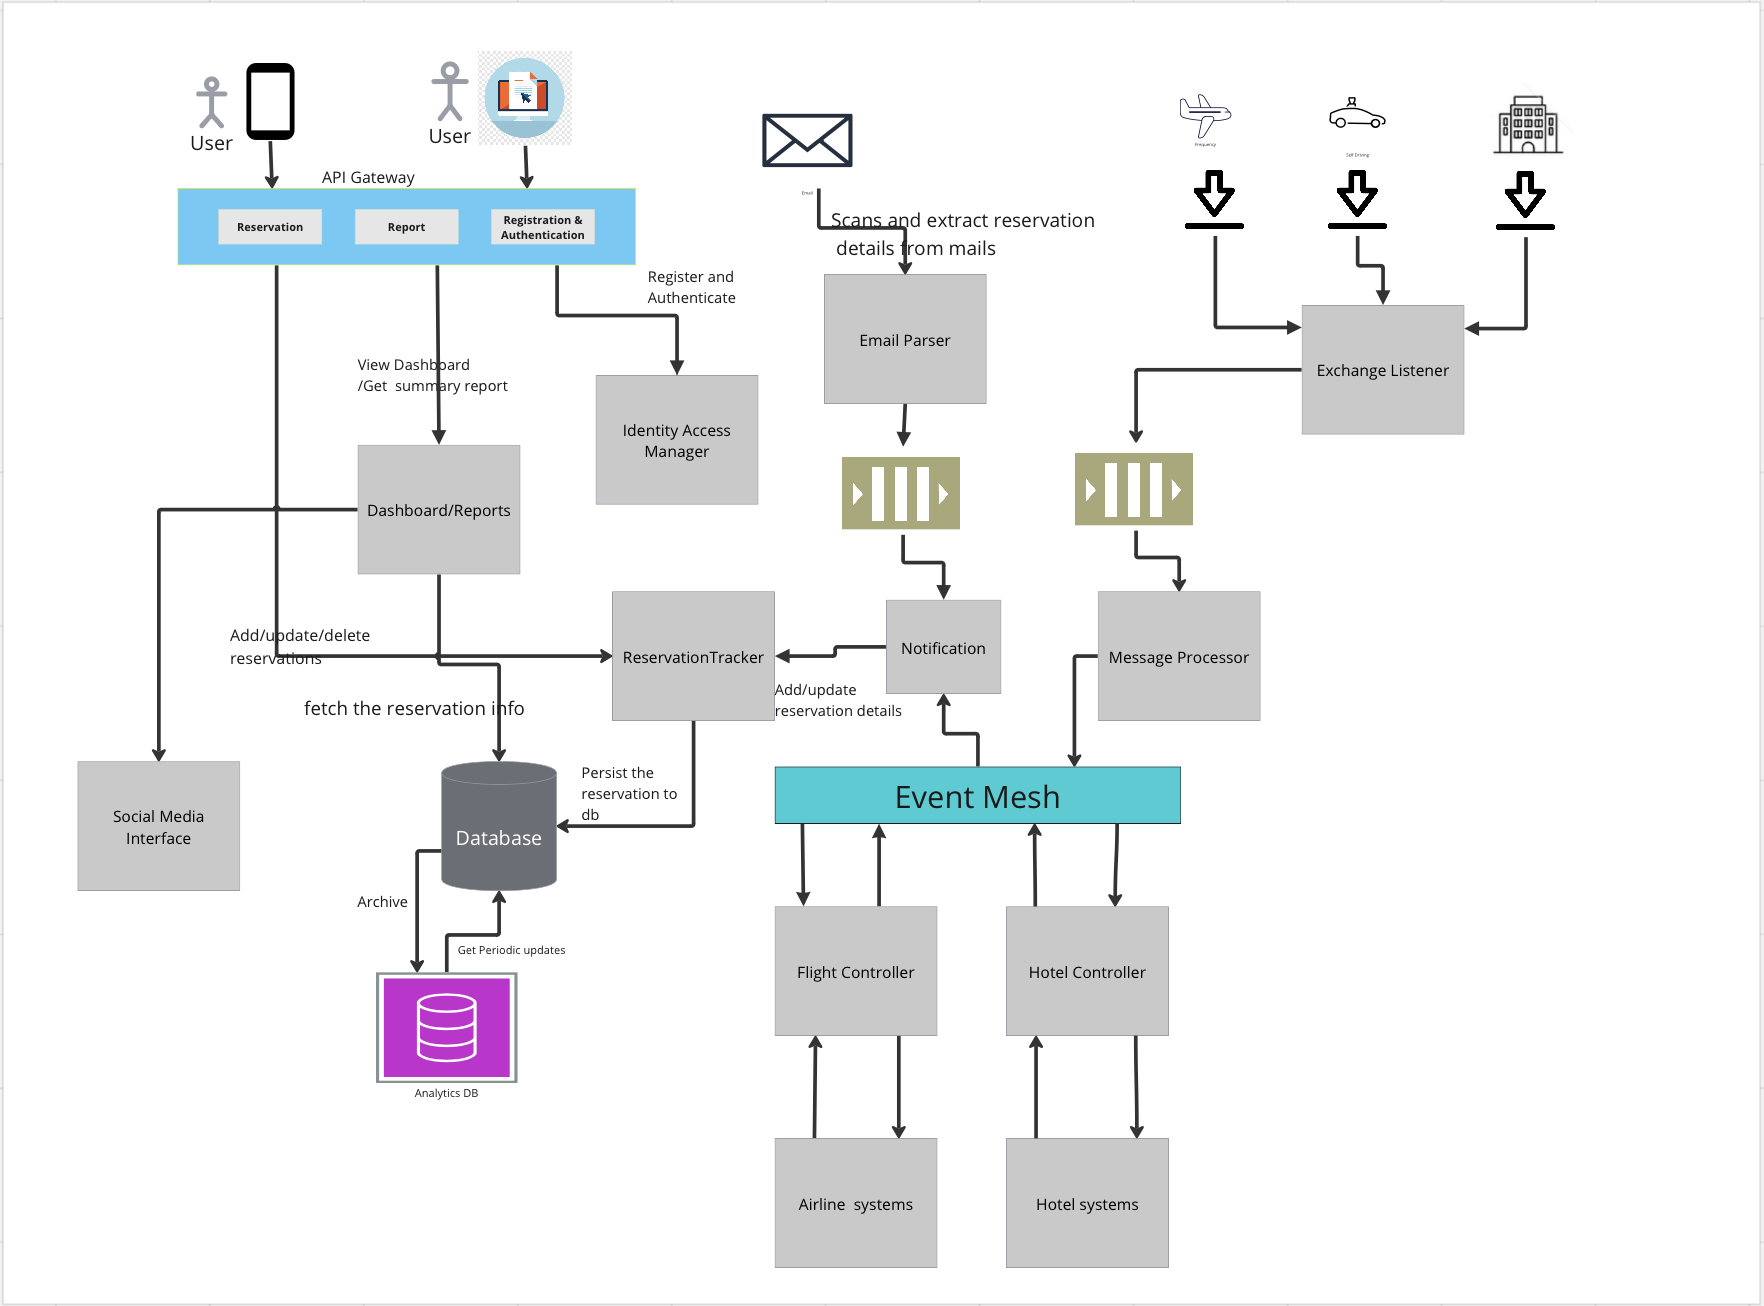 User
User
API Gateway
Reservation
Report
Registration &
Authentication
Email
Frequency
Self Driving
Scans and extract reservation
details from mails
Register and
Authenticate
Email Parser
Exchange Listener
View Dashboard
/Get  summary report
Identity Access
Manager
Dashboard/Reports
Add/update/delete
reservations
ReservationTracker
Notification
Message Processor
Add/update
reservation details
fetch the reservation info
Persist the
reservation to
db
Event Mesh
Social Media
Interface
Database
Archive
Get Periodic updates
Flight Controller
Hotel Controller
Analytics DB
Airline  systems
Hotel systems